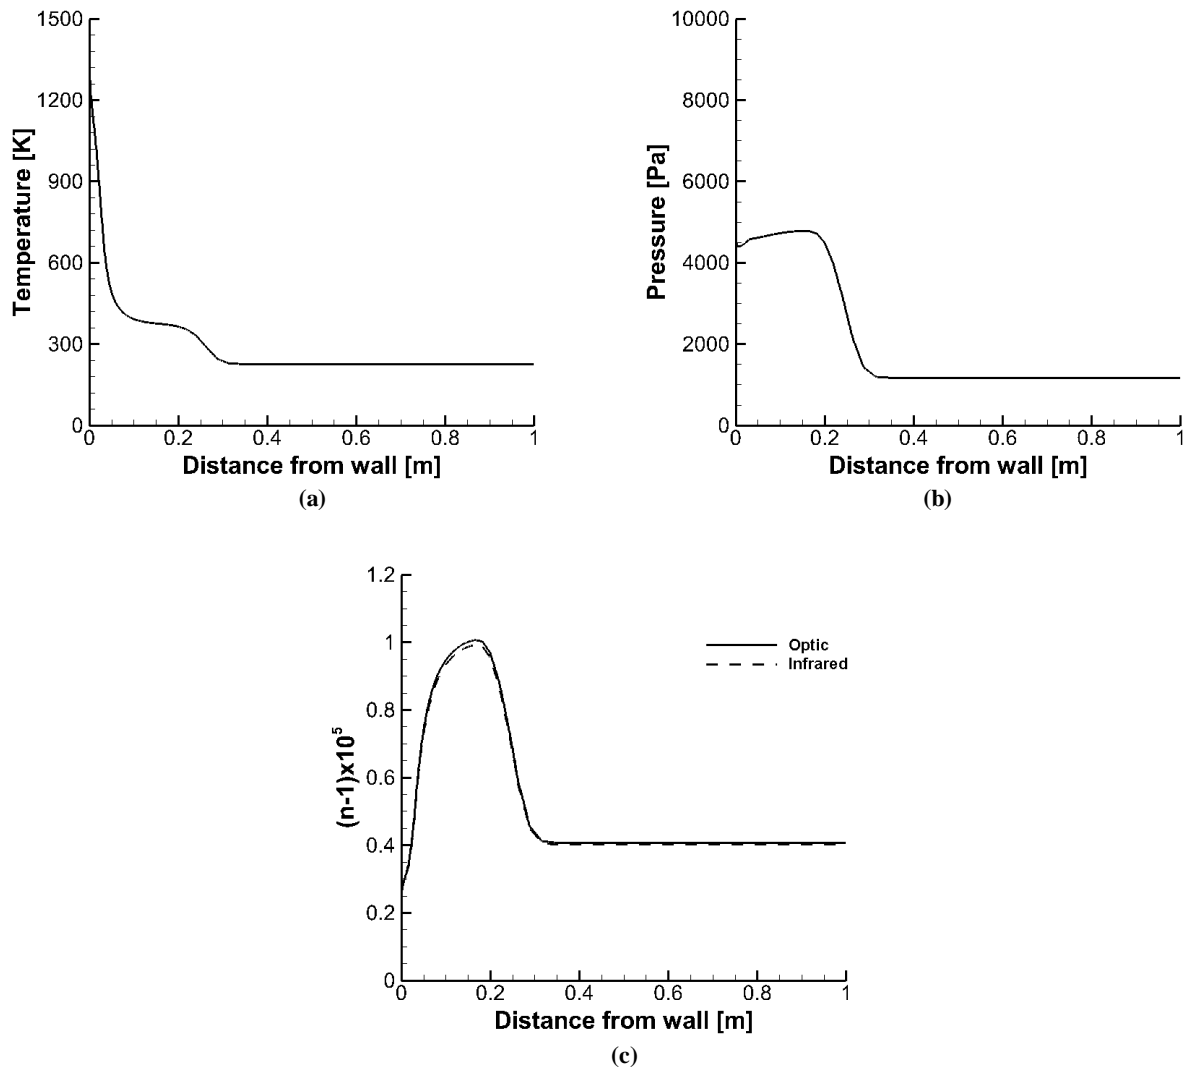 1500
1200
900
600
300
0
Temperature [K]
0 0.2 0.4 0.6 0.8 1
Distance from wall [m]
(a)
10000
8000
6000
4000
2000
0
Pressure [Pa]
0 0.2 0.4 0.6 0.8 1
Distance from wall [m]
(b)
1.2
1
0.8
0.6
0.4
0.2
0
(n-1)x10⁵
Optic
Infrared
0 0.2 0.4 0.6 0.8 1
Distance from wall [m]
(c)